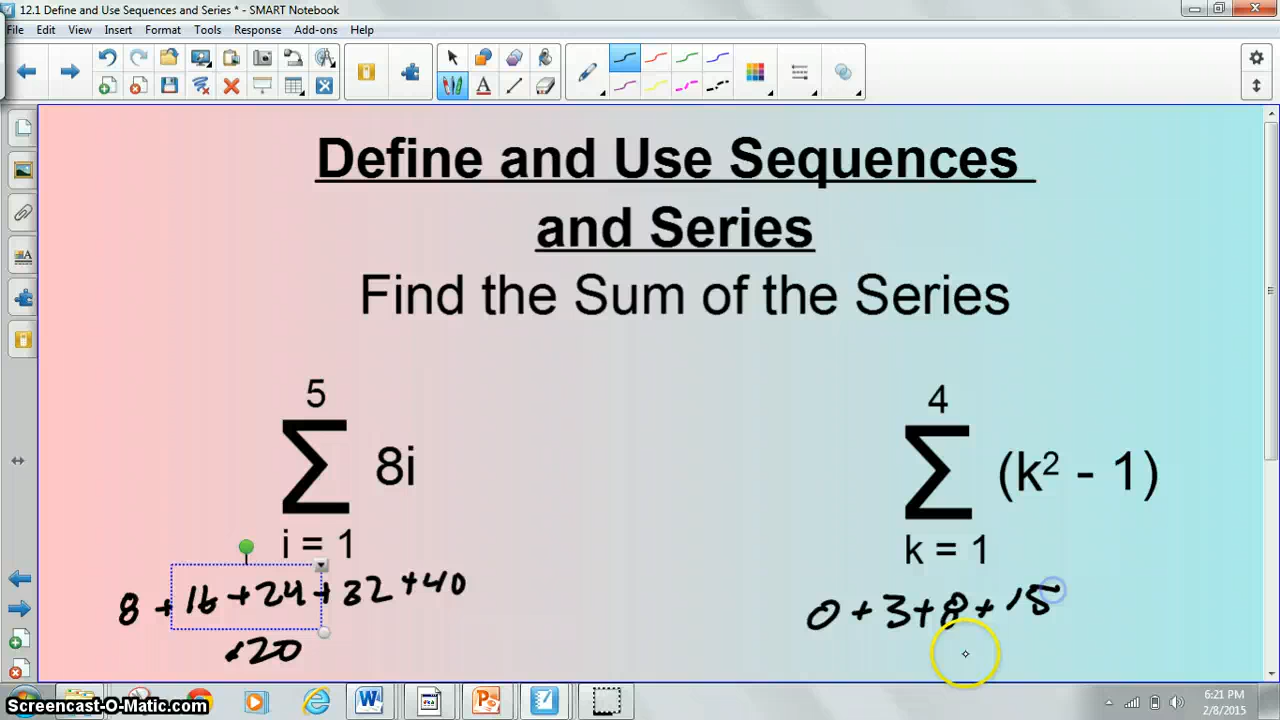 12.1 Define and Use Sequences and Series * - SMART Notebook
File Edit View Insert Format Tools Response Add-ons Help
Define and Use Sequences
and Series
Find the Sum of the Series
5
Σ 8i
i = 1
8 + 16 + 24 + 32 + 40
120
4
Σ (k² - 1)
k = 1
0 + 3 + 8 + 15
Screencast-O-Matic.com
6:21 PM
2/8/2015